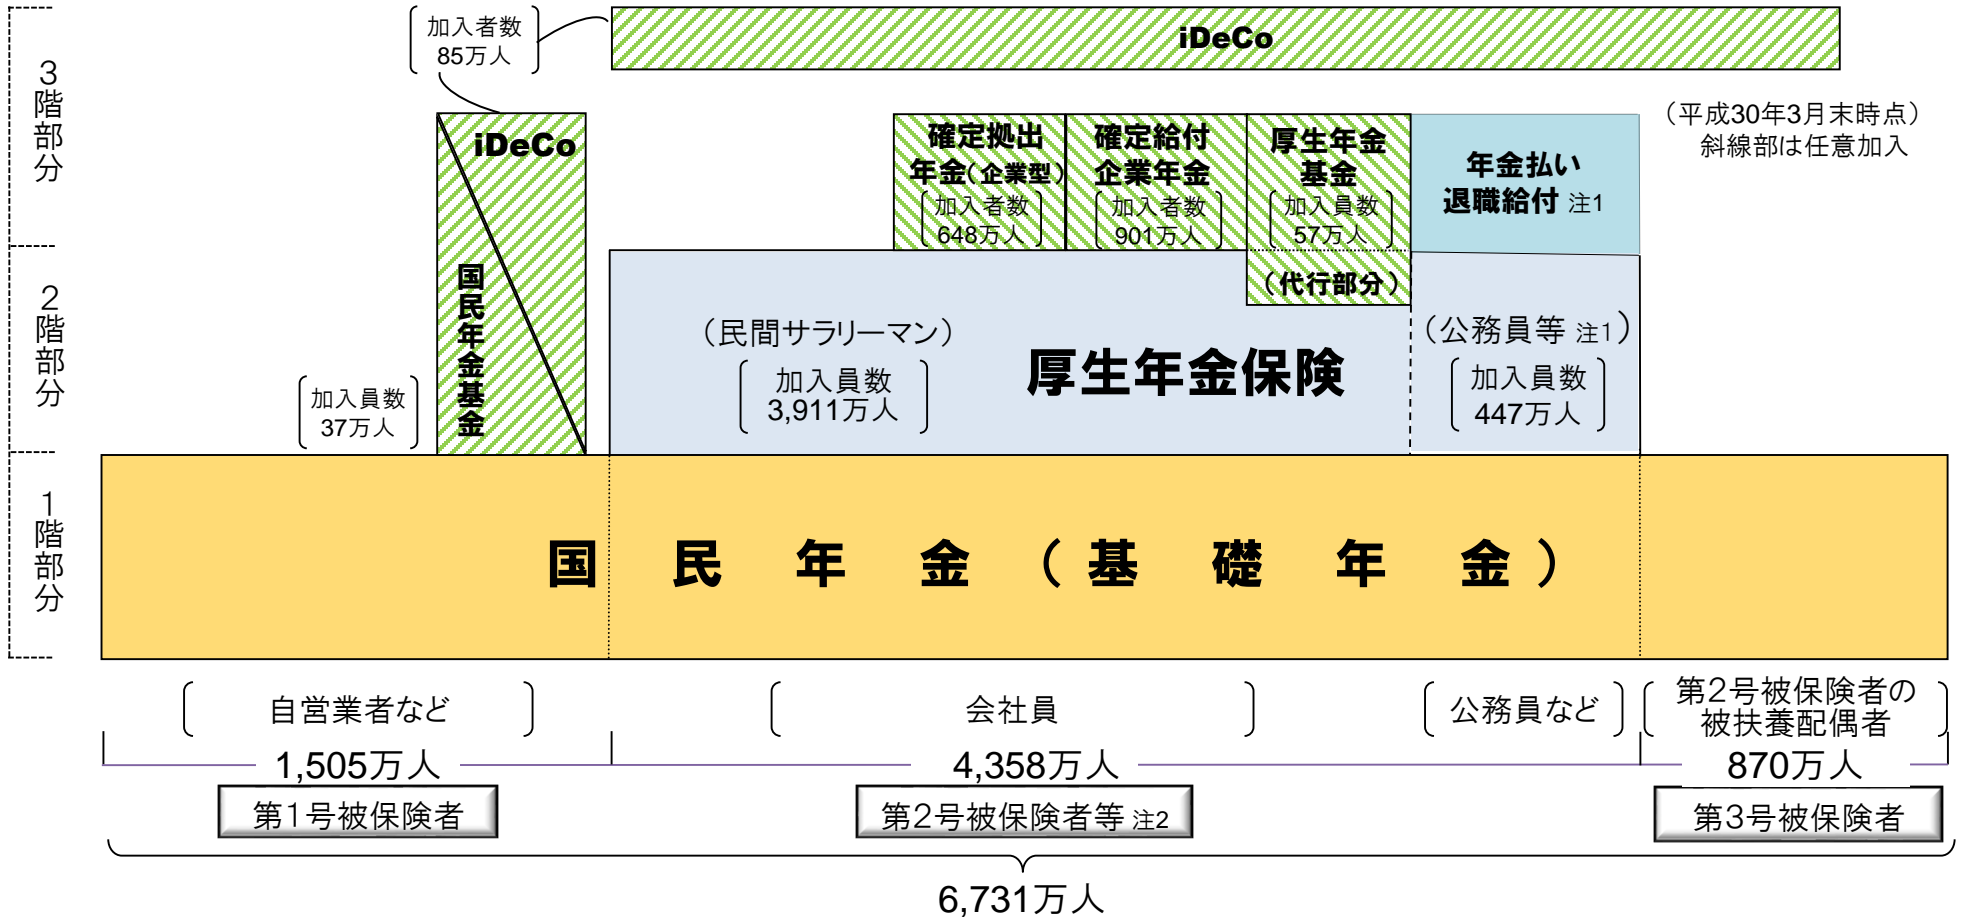 加入者数
85万人
iDeCo
3階部分
(平成30年3月末時点)
斜線部は任意加入
iDeCo
国民年金基金
確定拠出
年金(企業型)
加入者数
648万人
確定給付
企業年金
加入者数
901万人
厚生年金
基金
加入員数
57万人
(代行部分)
年金払い
退職給付 注1
2階部分
加入員数
37万人
(民間サラリーマン)
加入員数
3,911万人
厚生年金保険
(公務員等 注1)
加入員数
447万人
1階部分
国民年金(基礎年金)
自営業者など
会社員
公務員など
第2号被保険者の
被扶養配偶者
1,505万人
4,358万人
870万人
第1号被保険者
第2号被保険者等 注2
第3号被保険者
6,731万人